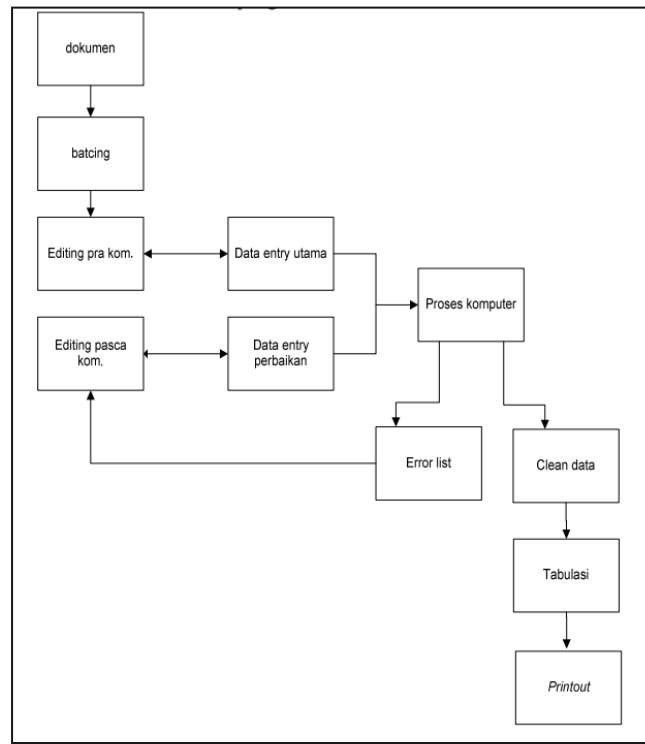 dokumen
batcing
Editing pra kom.
Data entry utama
Proses komputer
Editing pasca
kom.
Data entry
perbaikan
Error list
Clean data
Tabulasi
Printout